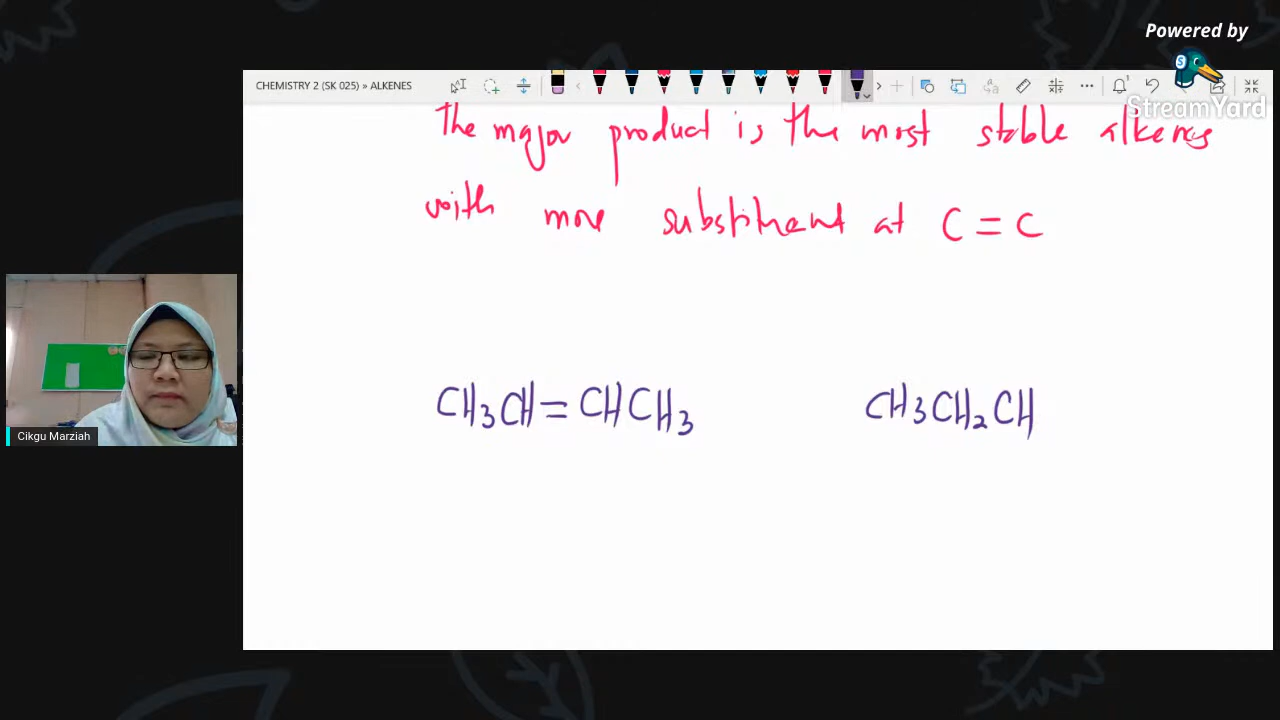 Powered by
StreamYard
CHEMISTRY 2 (SK 025) » ALKENES
The major product is the most stable alkenes
with more substituent at C = C
CH₃CH=CHCH₃
CH₃CH₂CH
Cikgu Marziah